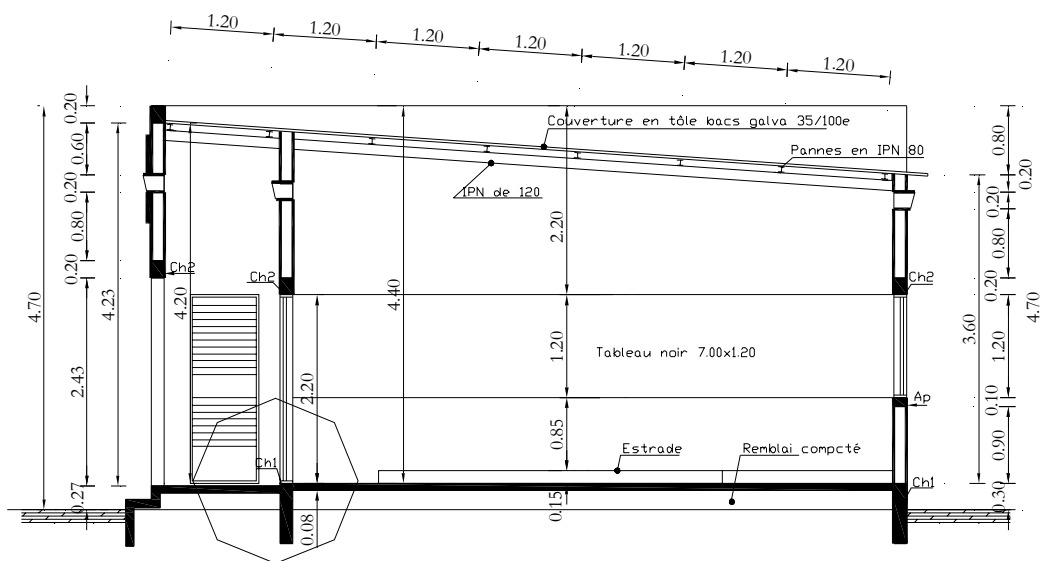 1.20 1.20 1.20 1.20 1.20 1.20 1.20
0.20
0.60
0.20
0.80
0.20
2.43
0.27
4.70
4.23
4.20
2.20
0.08
4.40
2.20
1.20
0.85
0.15
Couverture en tôle bacs galva 35/100e
Pannes en IPN 80
IPN de 120
Ch2
Ch2
Ch2
Tableau noir 7.00x1.20
Ap
Estrade
Remblai compcté
Ch1
Ch1
0.80
0.20
0.20
0.80
0.20
1.20
0.10
0.90
0.30
3.60
4.70